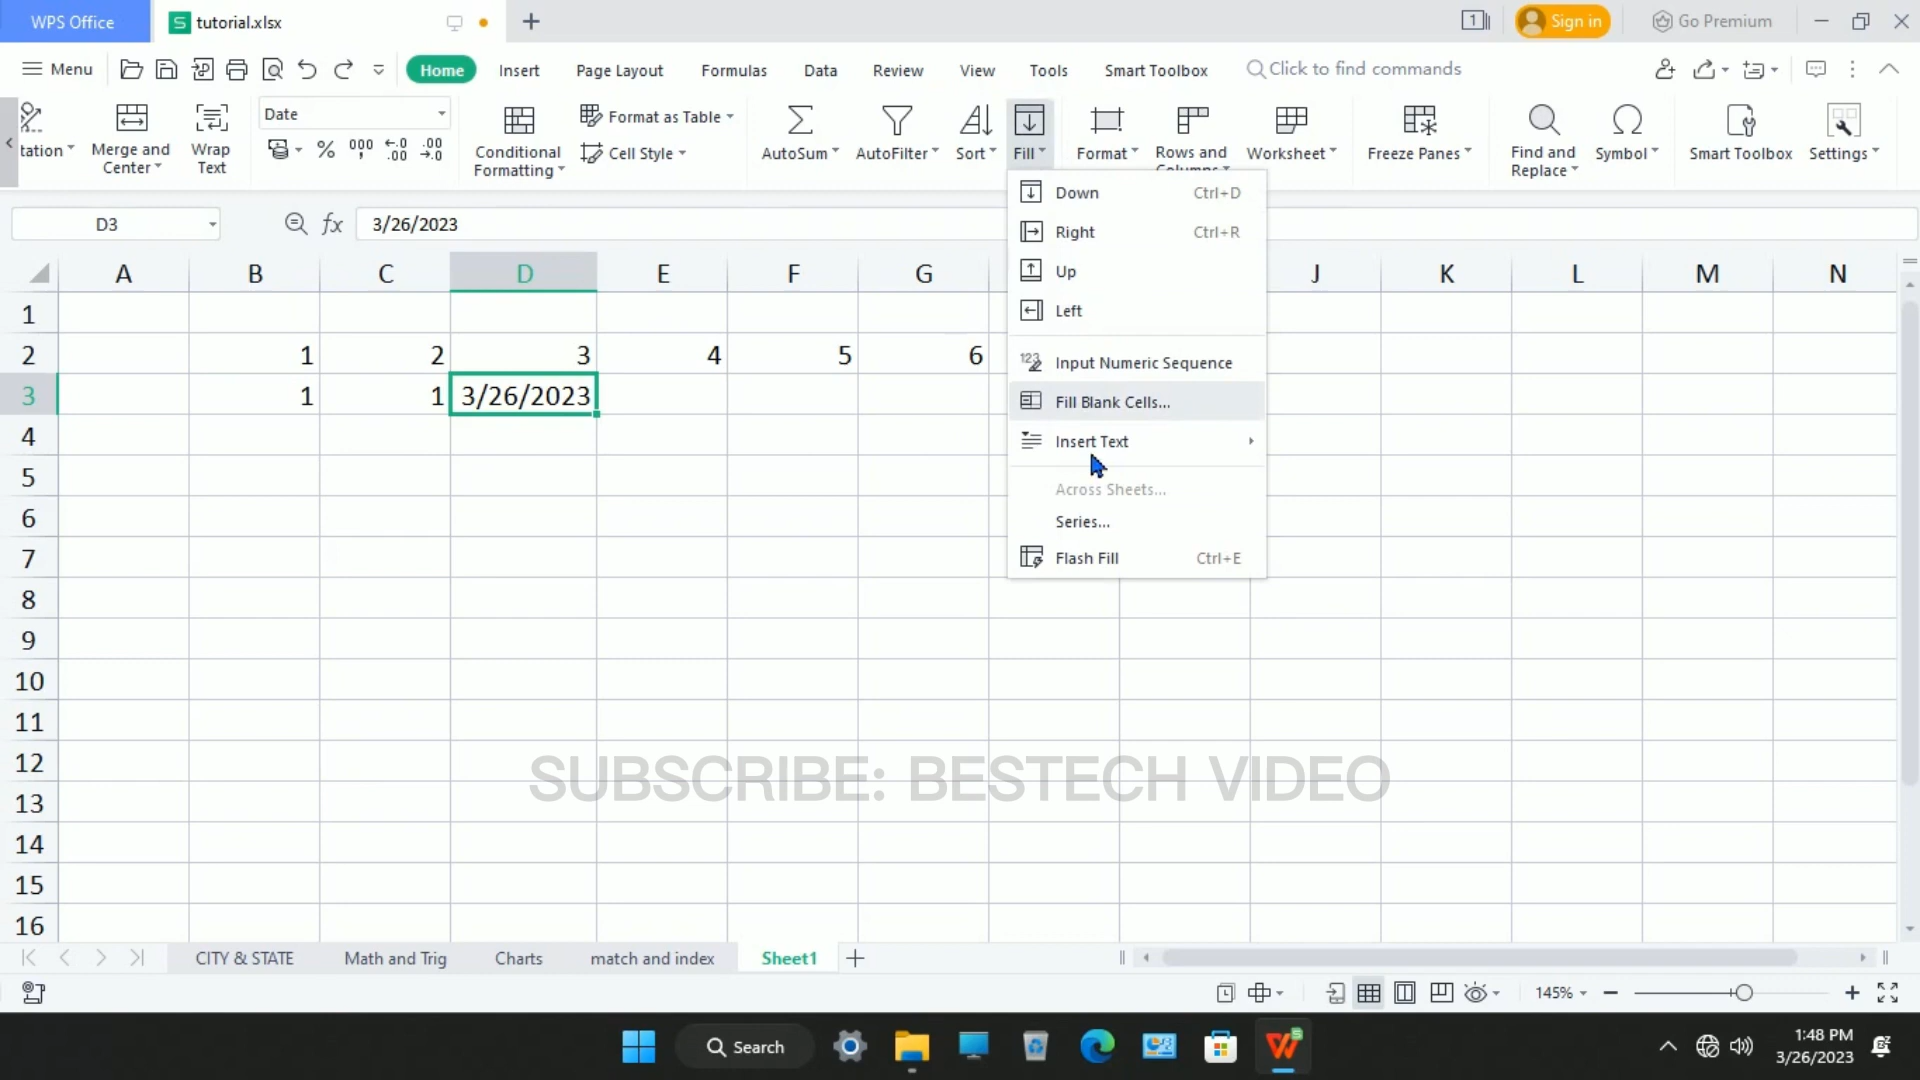 WPS Office
S tutorial.xlsx
Sign in
Go Premium
Menu
Home
Insert
Page Layout
Formulas
Data
Review
View
Tools
Smart Toolbox
Click to find commands
tation
Merge and
Center
Wrap
Text
Date
Conditional
Formatting
Format as Table
Cell Style
AutoSum
AutoFilter
Sort
Fill
Format
Rows and
Columns
Worksheet
Freeze Panes
Find and
Replace
Symbol
Smart Toolbox
Settings
D3
fx
3/26/2023
Down Ctrl+D
Right Ctrl+R
Up
Left
Input Numeric Sequence
Fill Blank Cells...
Insert Text
Across Sheets...
Series...
Flash Fill Ctrl+E
A B C D E F G J K L M N
1
2 1 2 3 4 5 6
3 1 1 3/26/2023
4
5
6
7
8
9
10
11
12
13
14
15
16
SUBSCRIBE: BESTECH VIDEO
CITY & STATE
Math and Trig
Charts
match and index
Sheet1
145%
Search
1:48 PM
3/26/2023